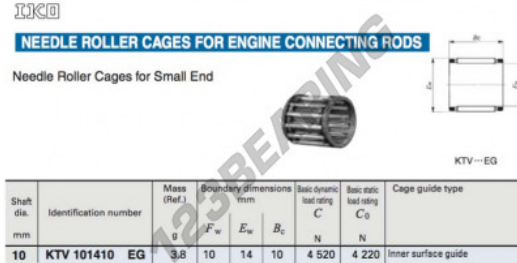 IKO
NEEDLE ROLLER CAGES FOR ENGINE CONNECTING RODS
Needle Roller Cages for Small End
Bc
Ew
KTV···EG
123BEARING
Shaft dia. mm
Identification number
Mass (Ref.) g
Boundary dimensions mm
Fw Ew Bc
Basic dynamic load rating C N
Basic static load rating C0 N
Cage guide type
10 KTV 101410 EG 3.8 10 14 10 4 520 4 220 Inner surface guide